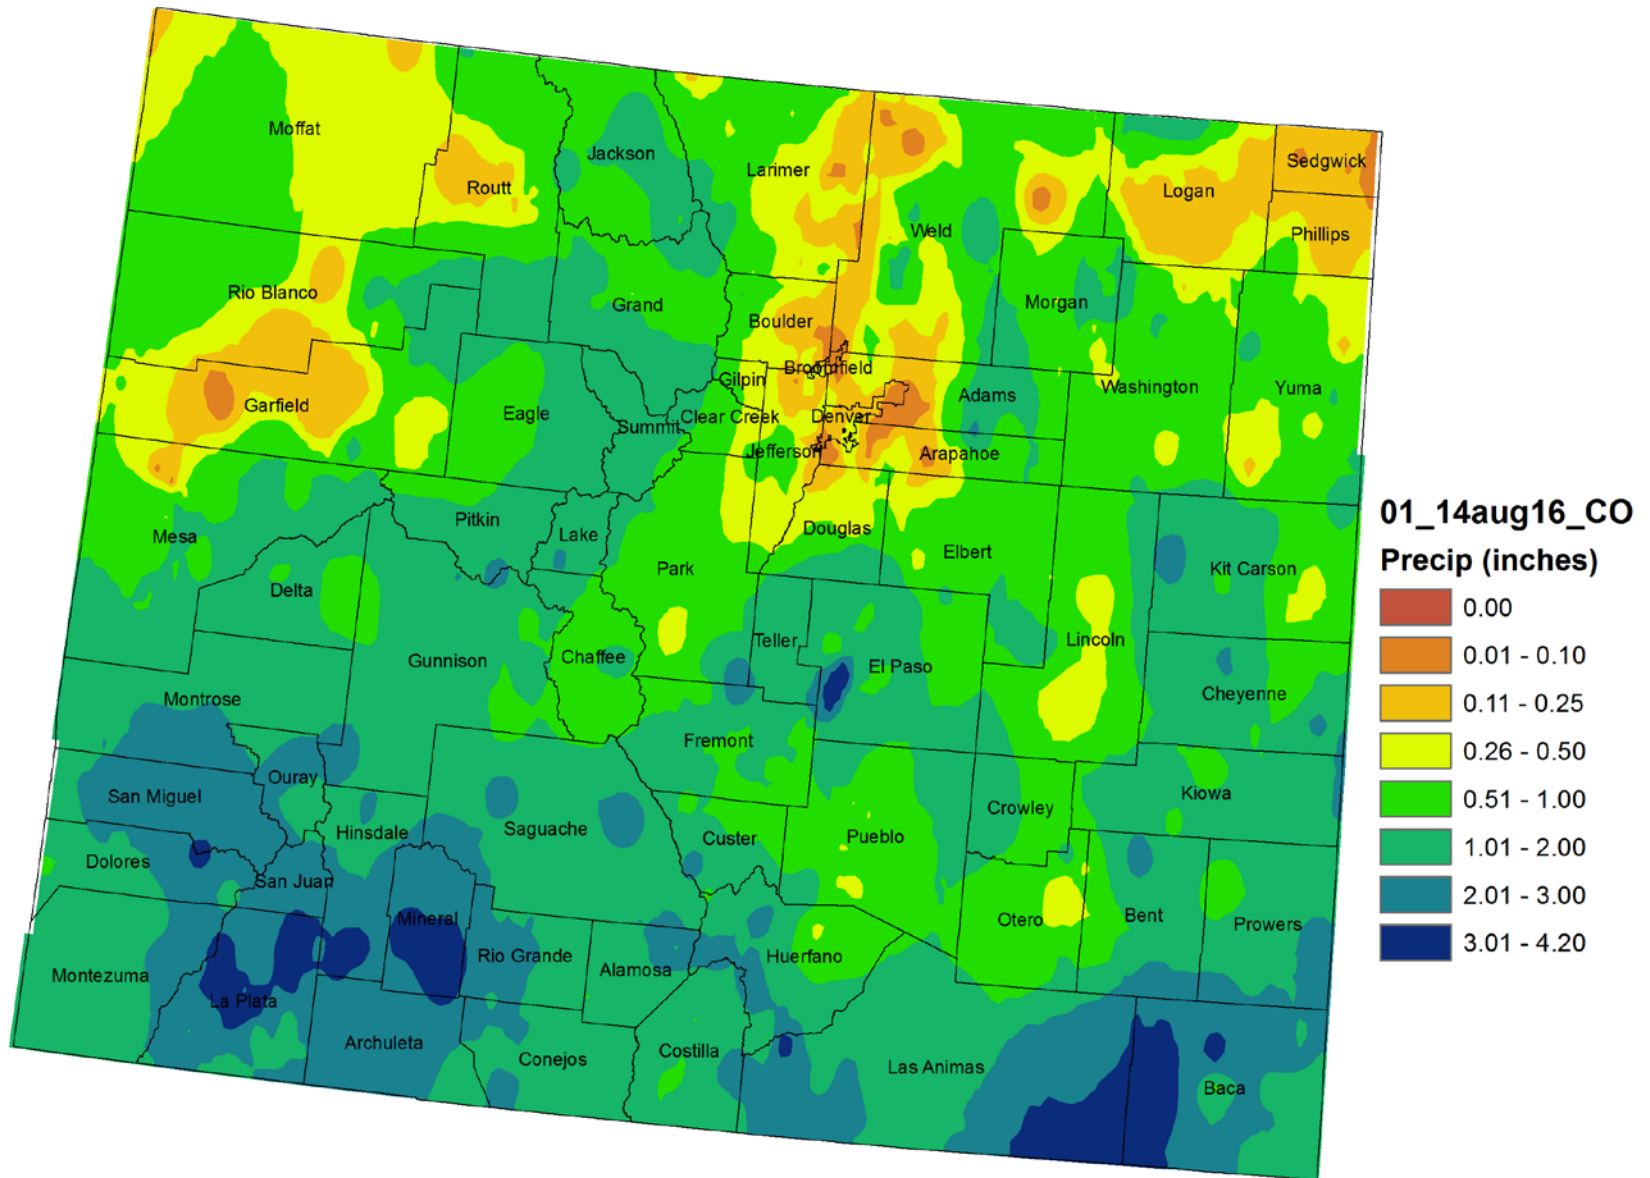 Moffat
Routt
Jackson
Larimer
Weld
Logan
Sedgwick
Phillips
Rio Blanco
Grand
Boulder
Morgan
Broomfield
Gilpin
Garfield
Eagle
Summit
Clear Creek
Denver
Adams
Washington
Yuma
Jefferson
Arapahoe
Mesa
Pitkin
Lake
Park
Douglas
Elbert
Kit Carson
Delta
Gunnison
Chaffee
Teller
El Paso
Lincoln
Cheyenne
Montrose
Fremont
San Miguel
Ouray
Hinsdale
Saguache
Custer
Pueblo
Crowley
Kiowa
Dolores
San Juan
Mineral
Rio Grande
Alamosa
Huerfano
Otero
Bent
Prowers
Montezuma
La Plata
Archuleta
Conejos
Costilla
Las Animas
Baca
01_14aug16_CO
Precip (inches)
0.00
0.01 - 0.10
0.11 - 0.25
0.26 - 0.50
0.51 - 1.00
1.01 - 2.00
2.01 - 3.00
3.01 - 4.20